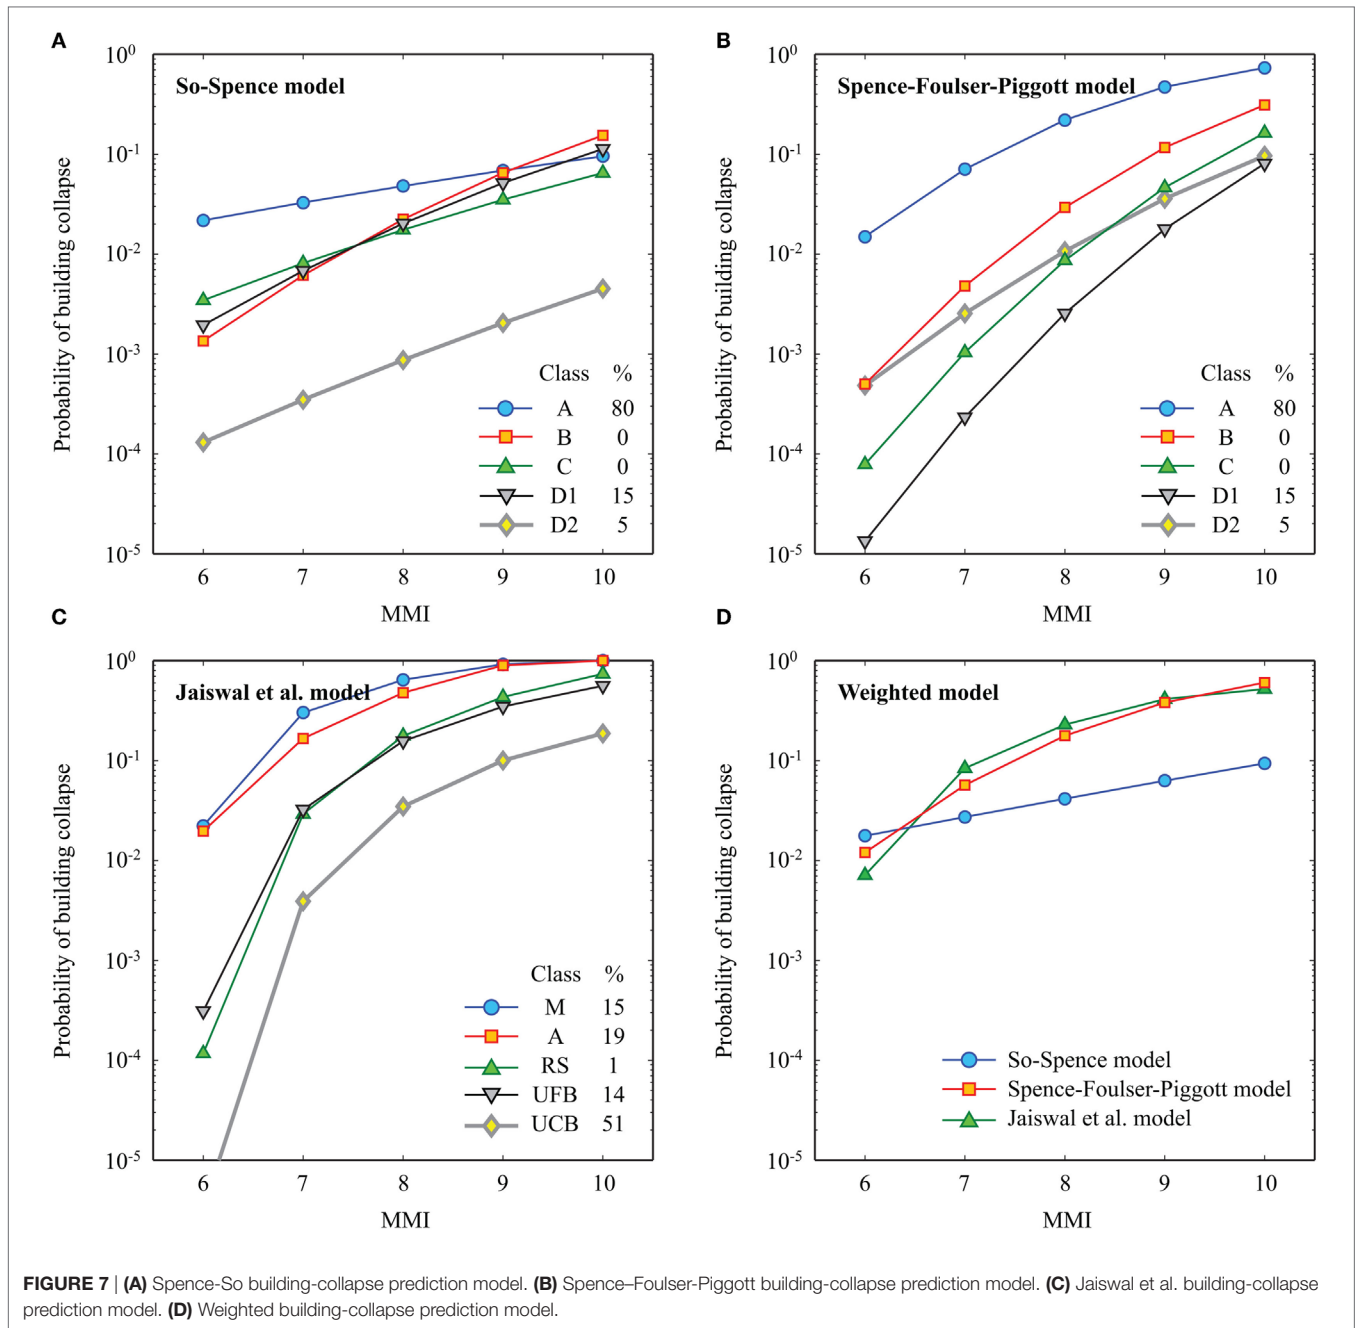 A
So-Spence model
10⁰
10⁻¹
10⁻²
10⁻³
10⁻⁴
10⁻⁵
Probability of building collapse
Class %
A 80
B 0
C 0
D1 15
D2 5
6 7 8 9 10
MMI
B
Spence-Foulser-Piggott model
10⁰
10⁻¹
10⁻²
10⁻³
10⁻⁴
10⁻⁵
Probability of building collapse
Class %
A 80
B 0
C 0
D1 15
D2 5
6 7 8 9 10
MMI
C
Jaiswal et al. model
10⁰
10⁻¹
10⁻²
10⁻³
10⁻⁴
10⁻⁵
Probability of building collapse
Class %
M 15
A 19
RS 1
UFB 14
UCB 51
6 7 8 9 10
MMI
D
Weighted model
10⁰
10⁻¹
10⁻²
10⁻³
10⁻⁴
10⁻⁵
Probability of building collapse
So-Spence model
Spence-Foulser-Piggott model
Jaiswal et al. model
6 7 8 9 10
MMI
FIGURE 7 | (A) Spence-So building-collapse prediction model. (B) Spence–Foulser-Piggott building-collapse prediction model. (C) Jaiswal et al. building-collapse
prediction model. (D) Weighted building-collapse prediction model.